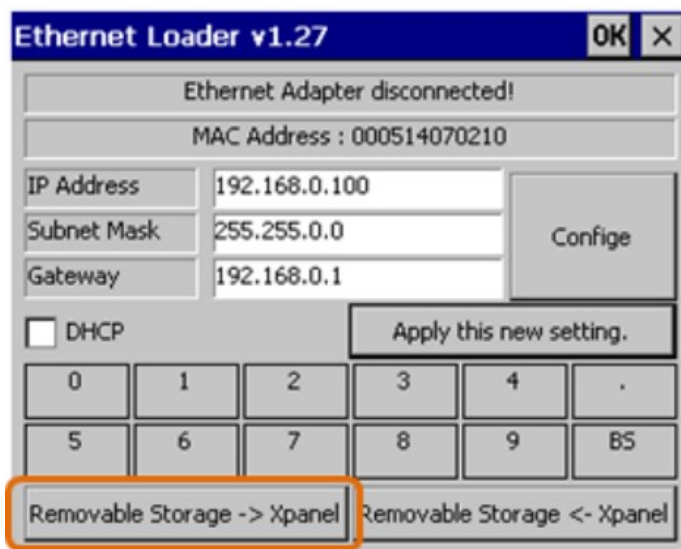 Ethernet Loader v1.27 OK ×
Ethernet Adapter disconnected!
MAC Address : 000514070210
IP Address 192.168.0.100
Subnet Mask 255.255.0.0
Confige
Gateway 192.168.0.1
DHCP Apply this new setting.
0 1 2 3 4 .
5 6 7 8 9 BS
Removable Storage -> Xpanel Removable Storage <- Xpanel